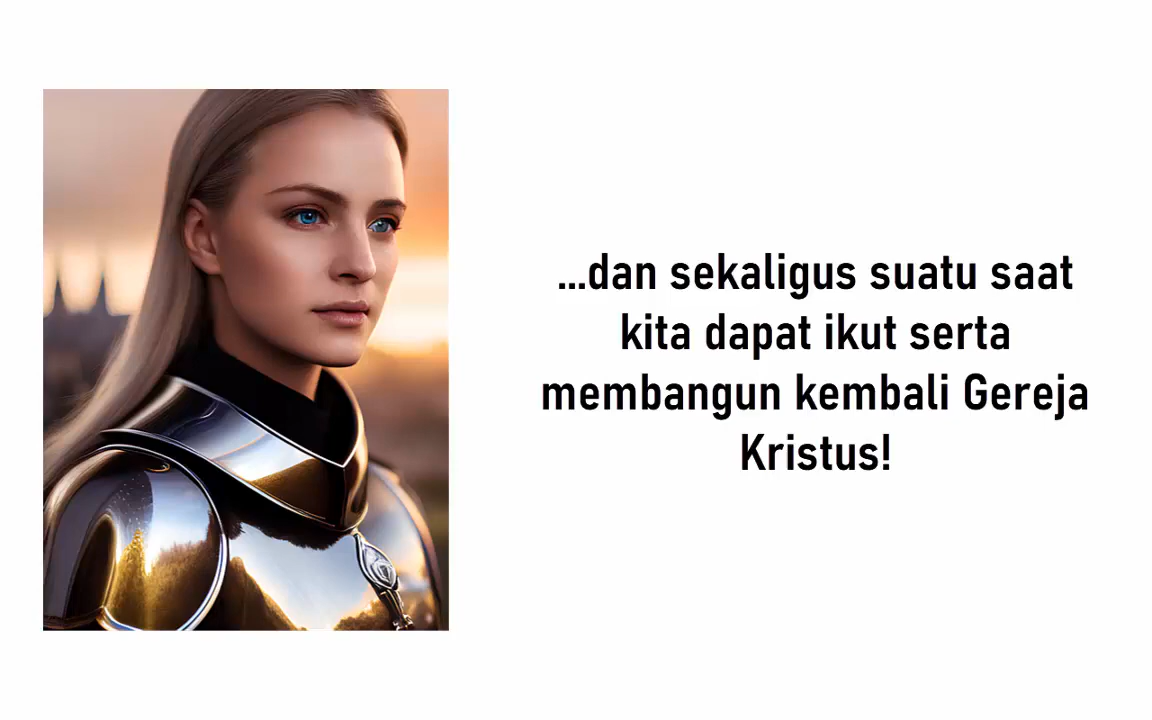 ...dan sekaligus suatu saat
kita dapat ikut serta
membangun kembali Gereja
Kristus!